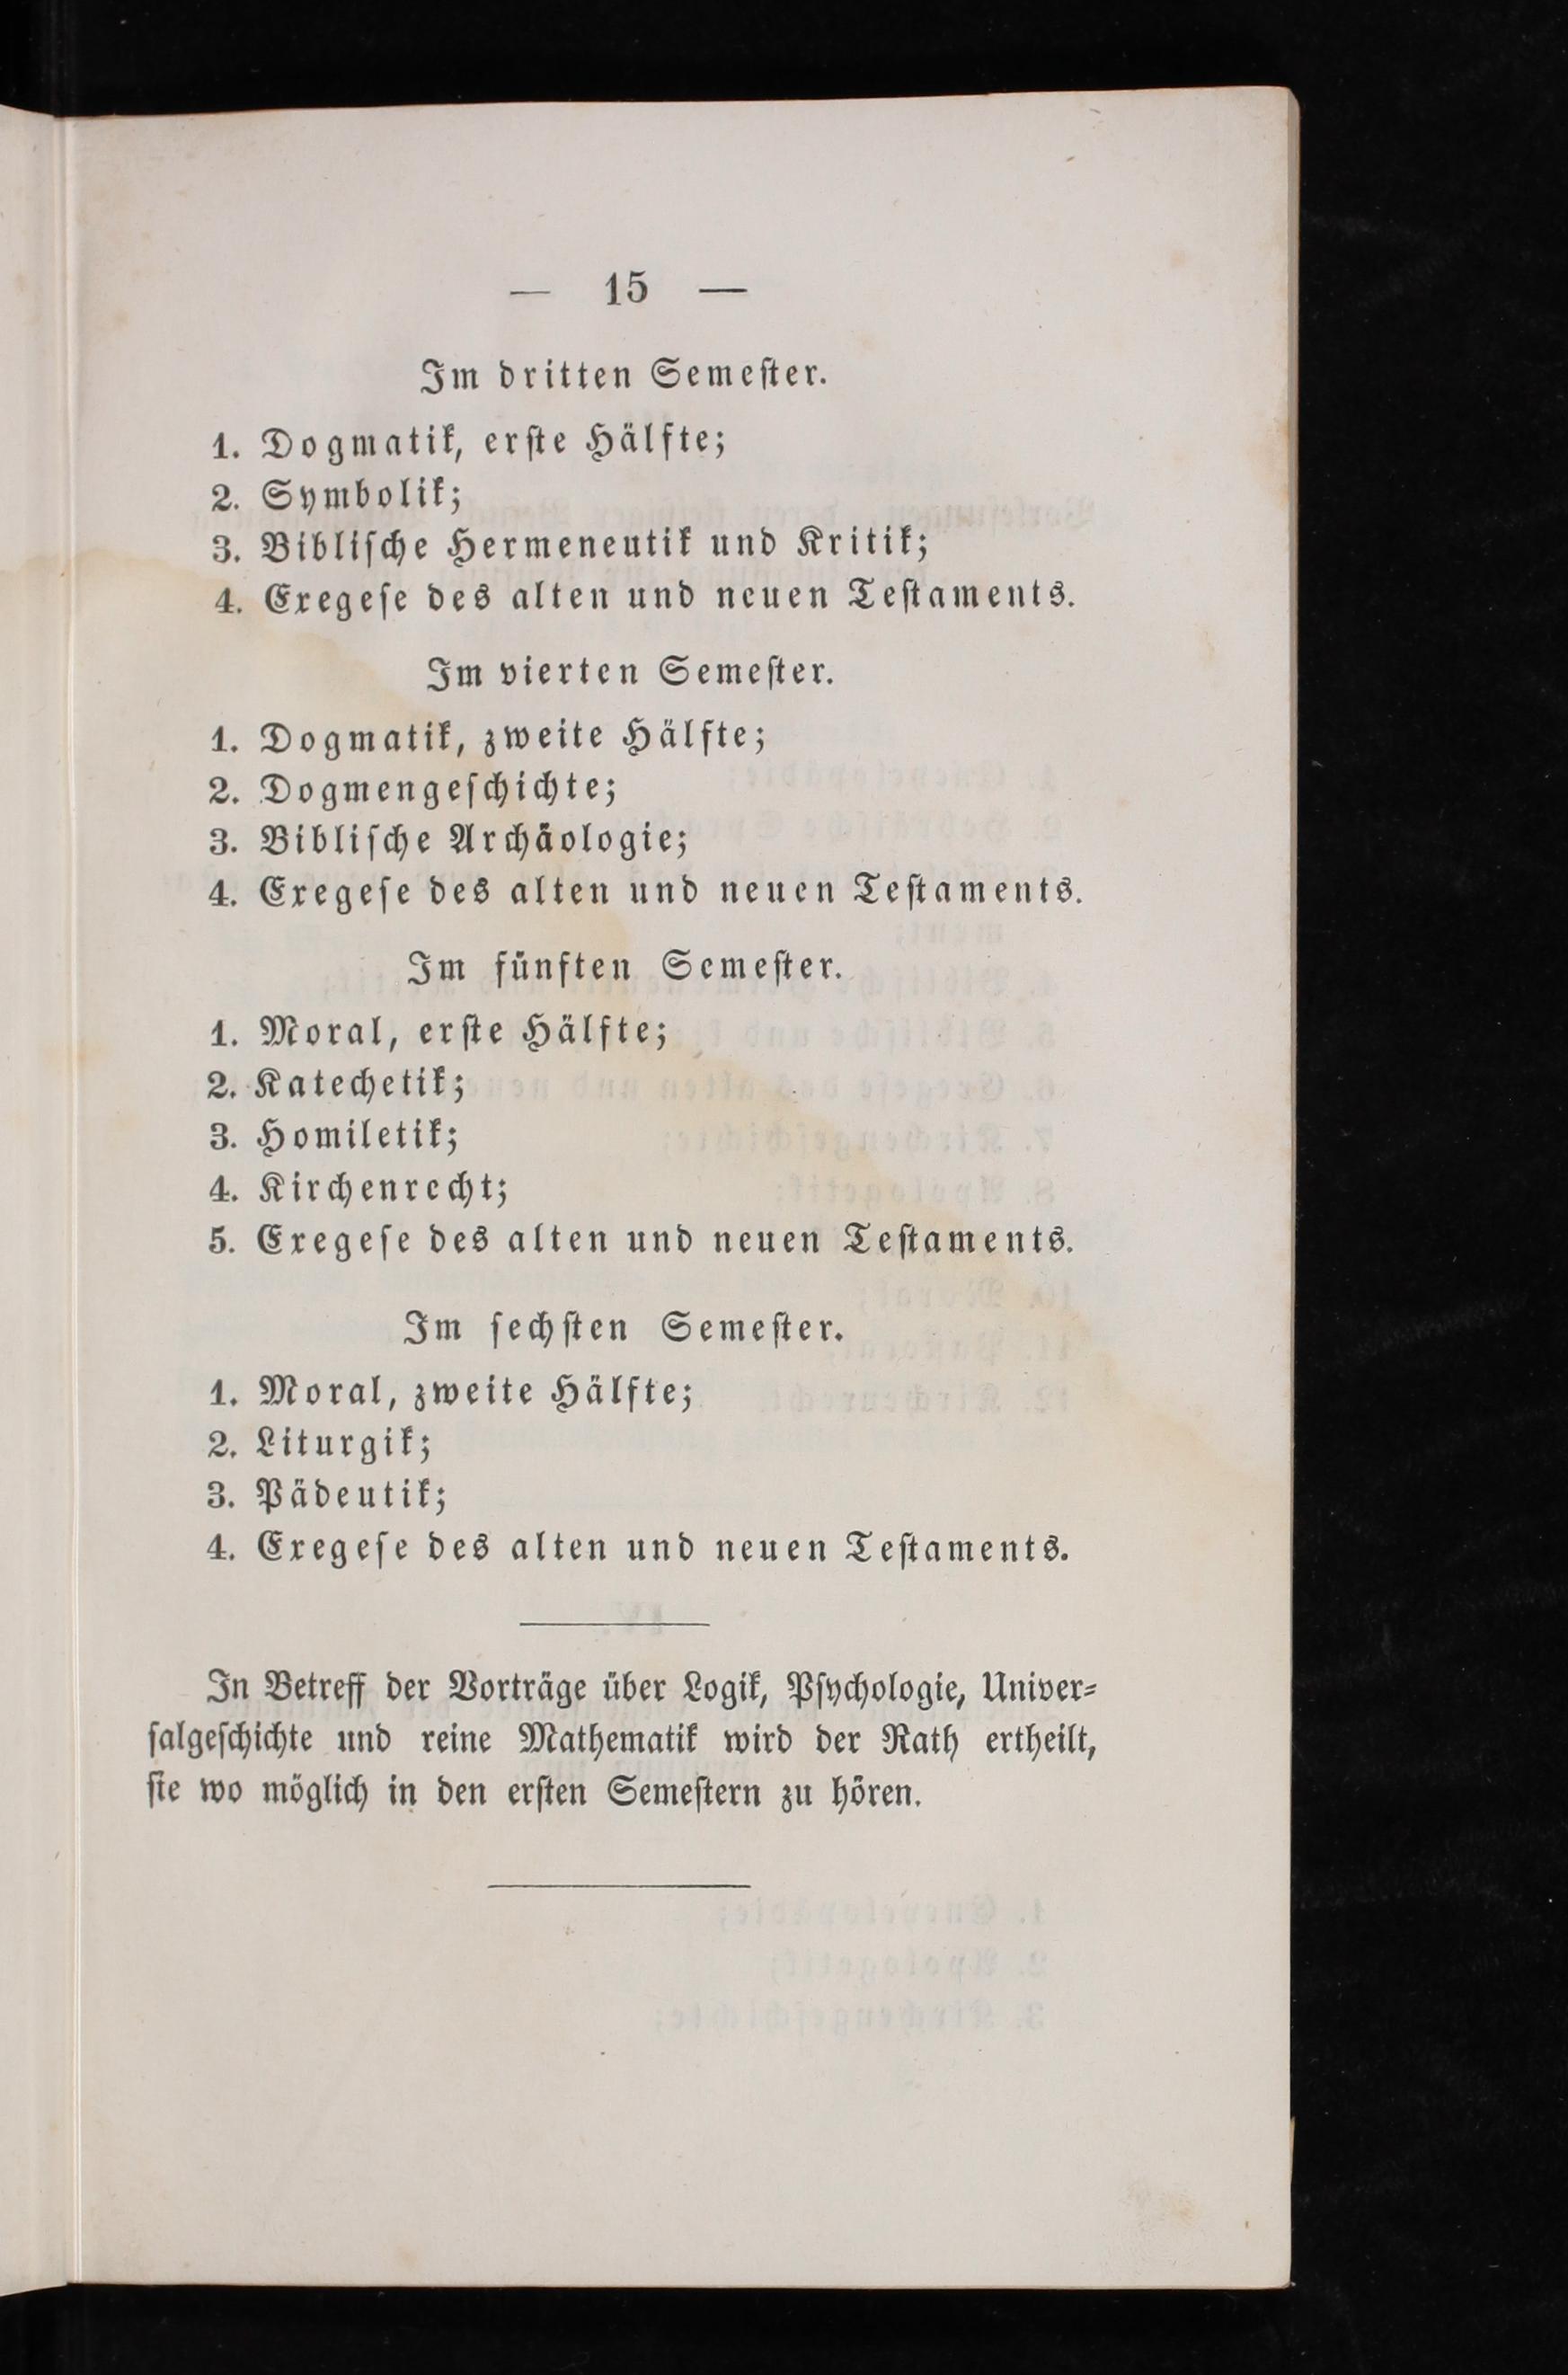 — 15 —
Im dritten Semeſter.
1. Dogmatik, erſte Hälfte;
2. Symbolik;
3. Bibliſche Hermeneutik und Kritik;
4. Exegeſe des alten und neuen Teſtaments.
Im vierten Semeſter.
1. Dogmatik, zweite Hälfte;
2. Dogmengeſchichte;
3. Bibliſche Archäologie;
4. Exegeſe des alten und neuen Teſtaments.
Im fünften Semeſter.
1. Moral, erſte Hälfte;
2. Katechetik;
3. Homiletik;
4. Kirchenrecht;
5. Exegeſe des alten und neuen Teſtaments.
Im ſechſten Semeſter.
1. Moral, zweite Hälfte;
2. Liturgik;
3. Pädeutik;
4. Exegeſe des alten und neuen Teſtaments.
In Betreff der Vorträge über Logik, Pſychologie, Univer⸗
ſalgeſchichte und reine Mathematik wird der Rath ertheilt,
ſie wo möglich in den erſten Semeſtern zu hören.